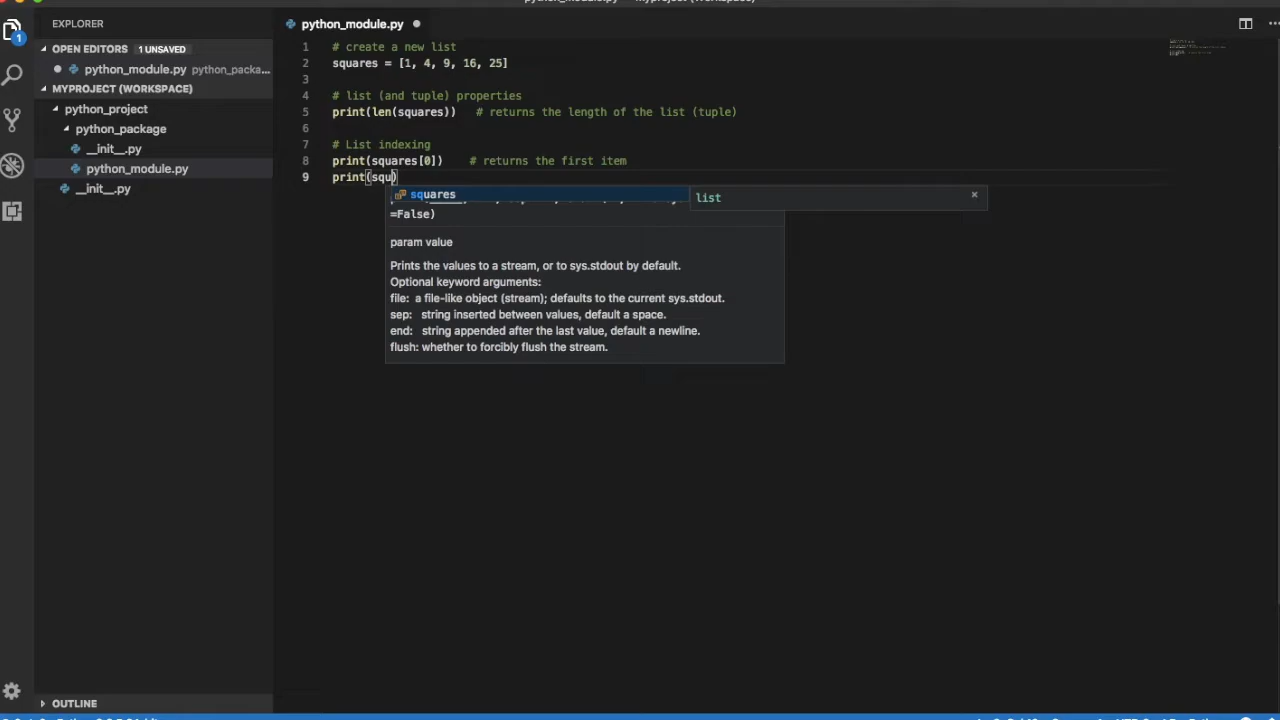 EXPLORER
python_module.py
OPEN EDITORS 1 UNSAVED
python_module.py python_packa...
MYPROJECT (WORKSPACE)
python_project
python_package
__init__.py
python_module.py
__init__.py
OUTLINE
1 # create a new list
2 squares = [1, 4, 9, 16, 25]
3
4 # list (and tuple) properties
5 print(len(squares)) # returns the length of the list (tuple)
6
7 # List indexing
8 print(squares[0]) # returns the first item
9 print(squ)
squares
list
=False)
param value
Prints the values to a stream, or to sys.stdout by default.
Optional keyword arguments:
file: a file-like object (stream); defaults to the current sys.stdout.
sep: string inserted between values, default a space.
end: string appended after the last value, default a newline.
flush: whether to forcibly flush the stream.
1